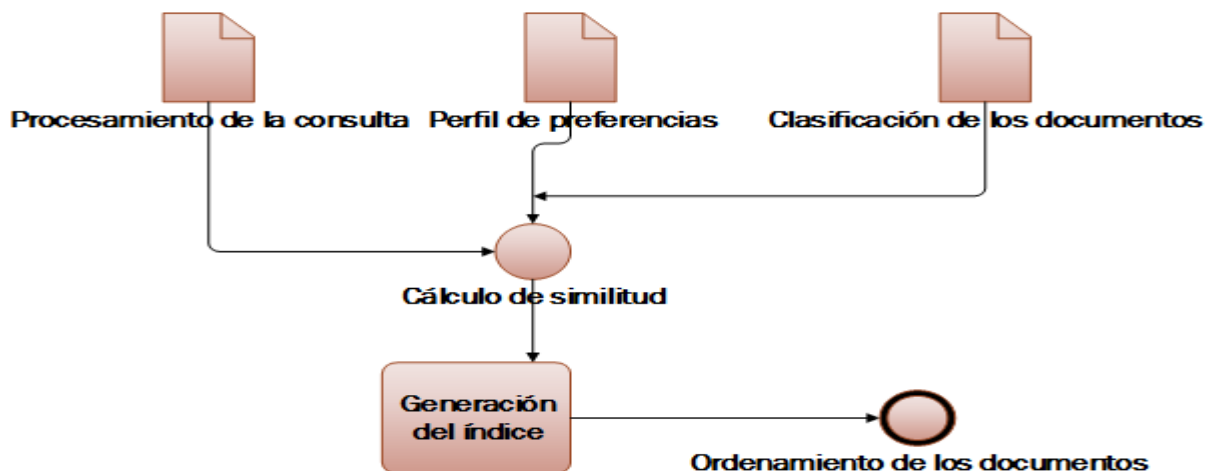 Procesamiento de la consulta
Perfil de preferencias
Clasificación de los documentos
Cálculo de similitud
Generación
del índice
Ordenamiento de los documentos